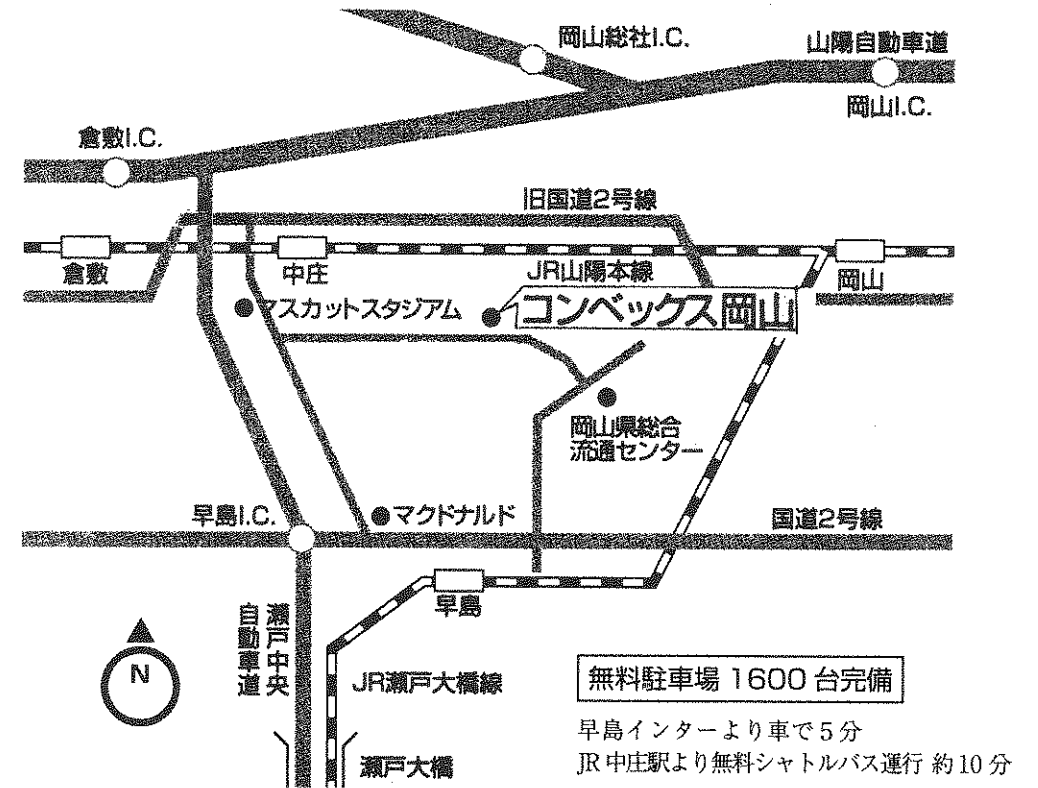 岡山総社I.C.
山陽自動車道
岡山I.C.
倉敷I.C.
旧国道2号線
倉敷
中庄
JR山陽本線
岡山
マスカットスタジアム
コンベックス岡山
岡山県総合
流通センター
早島I.C.
マクドナルド
国道2号線
早島
瀬戸中央
自動車道
N
JR瀬戸大橋線
瀬戸大橋
無料駐車場 1600 台完備
早島インターより車で5分
JR中庄駅より無料シャトルバス運行 約10分